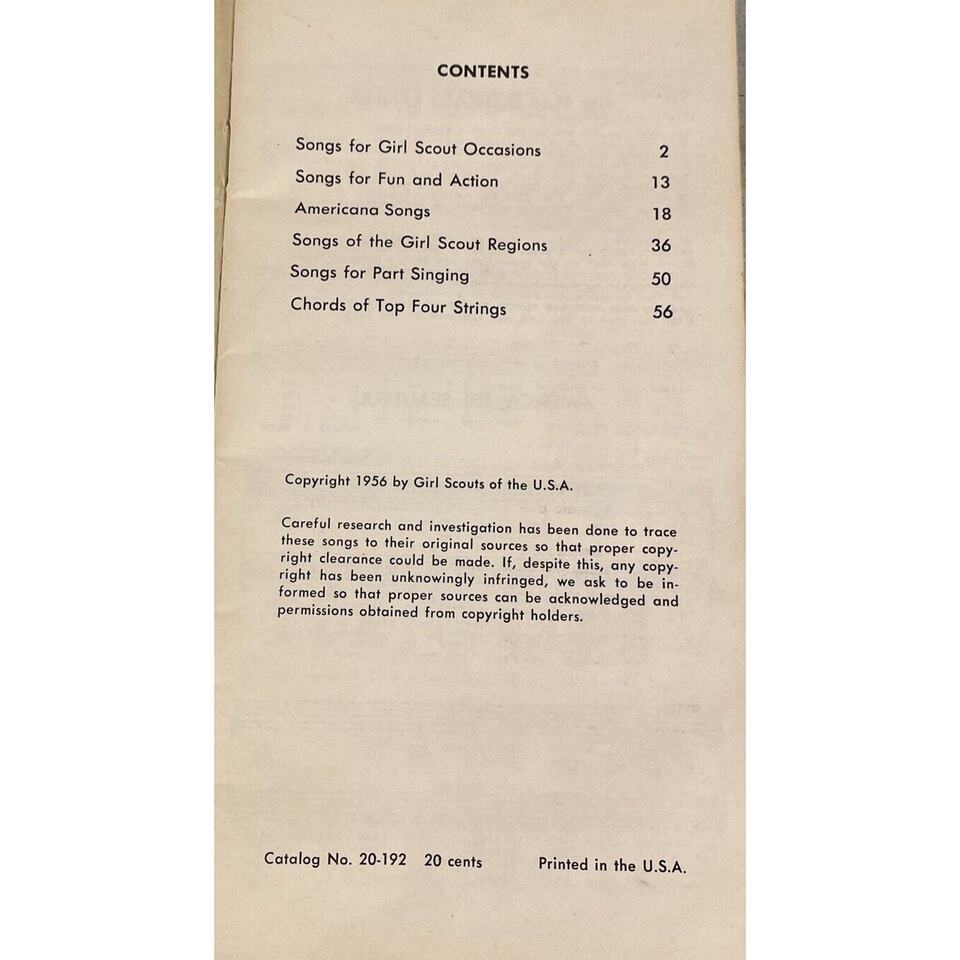 CONTENTS
Songs for Girl Scout Occasions 2
Songs for Fun and Action 13
Americana Songs 18
Songs of the Girl Scout Regions 36
Songs for Part Singing 50
Chords of Top Four Strings 56
Copyright 1956 by Girl Scouts of the U.S.A.
Careful research and investigation has been done to trace
these songs to their original sources so that proper copy-
right clearance could be made. If, despite this, any copy-
right has been unknowingly infringed, we ask to be in-
formed so that proper sources can be acknowledged and
permissions obtained from copyright holders.
Catalog No. 20-192 20 cents Printed in the U.S.A.